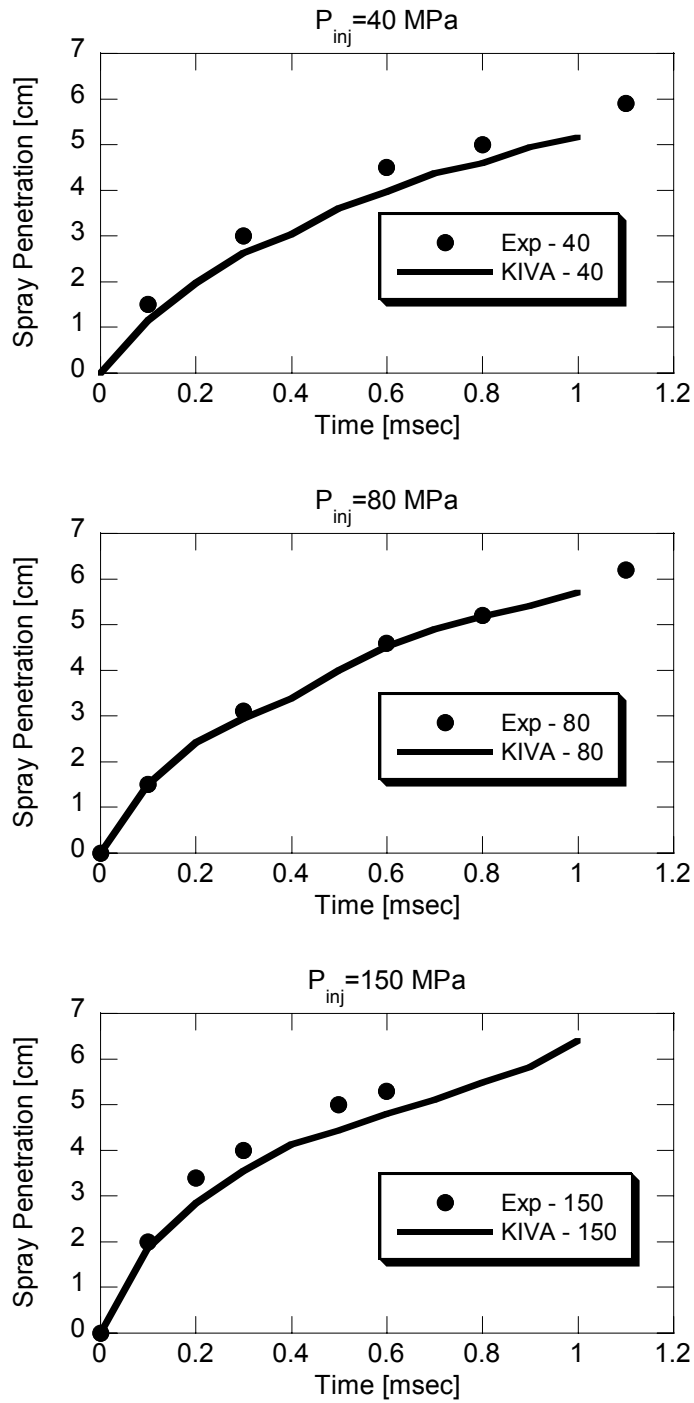 P_inj=40 MPa
7
6
5
4
3
2
1
0
Spray Penetration [cm]
Exp - 40
KIVA - 40
0 0.2 0.4 0.6 0.8 1 1.2
Time [msec]
P_inj=80 MPa
7
6
5
4
3
2
1
0
Spray Penetration [cm]
Exp - 80
KIVA - 80
0 0.2 0.4 0.6 0.8 1 1.2
Time [msec]
P_inj=150 MPa
7
6
5
4
3
2
1
0
Spray Penetration [cm]
Exp - 150
KIVA - 150
0 0.2 0.4 0.6 0.8 1 1.2
Time [msec]